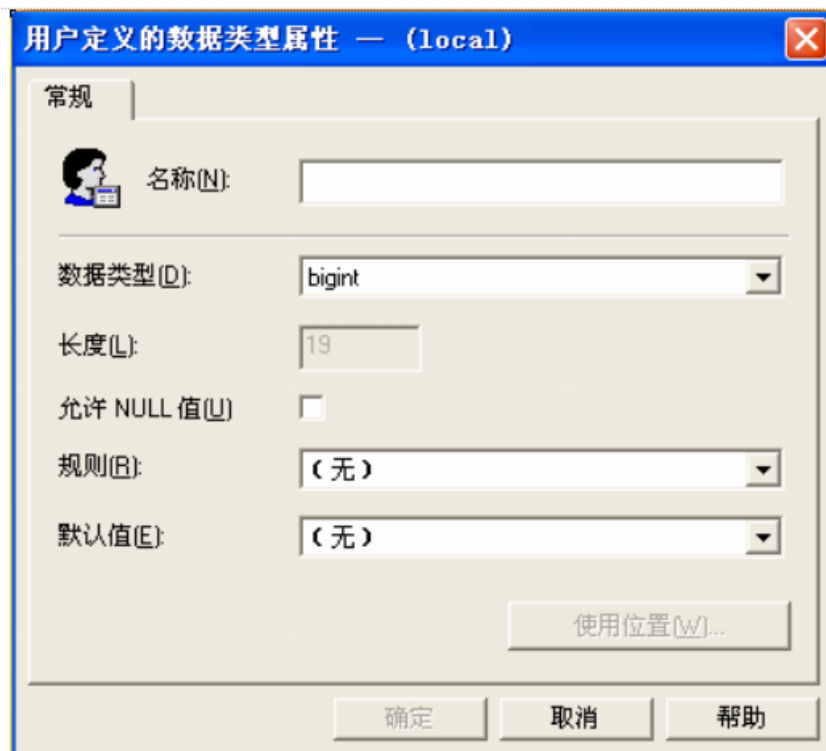 用户定义的数据类型属性 — (local)
常规
名称(N):
数据类型(D): bigint
长度(L): 19
允许 NULL 值(U)
规则(R): (无)
默认值(E): (无)
使用位置(W)...
确定 取消 帮助